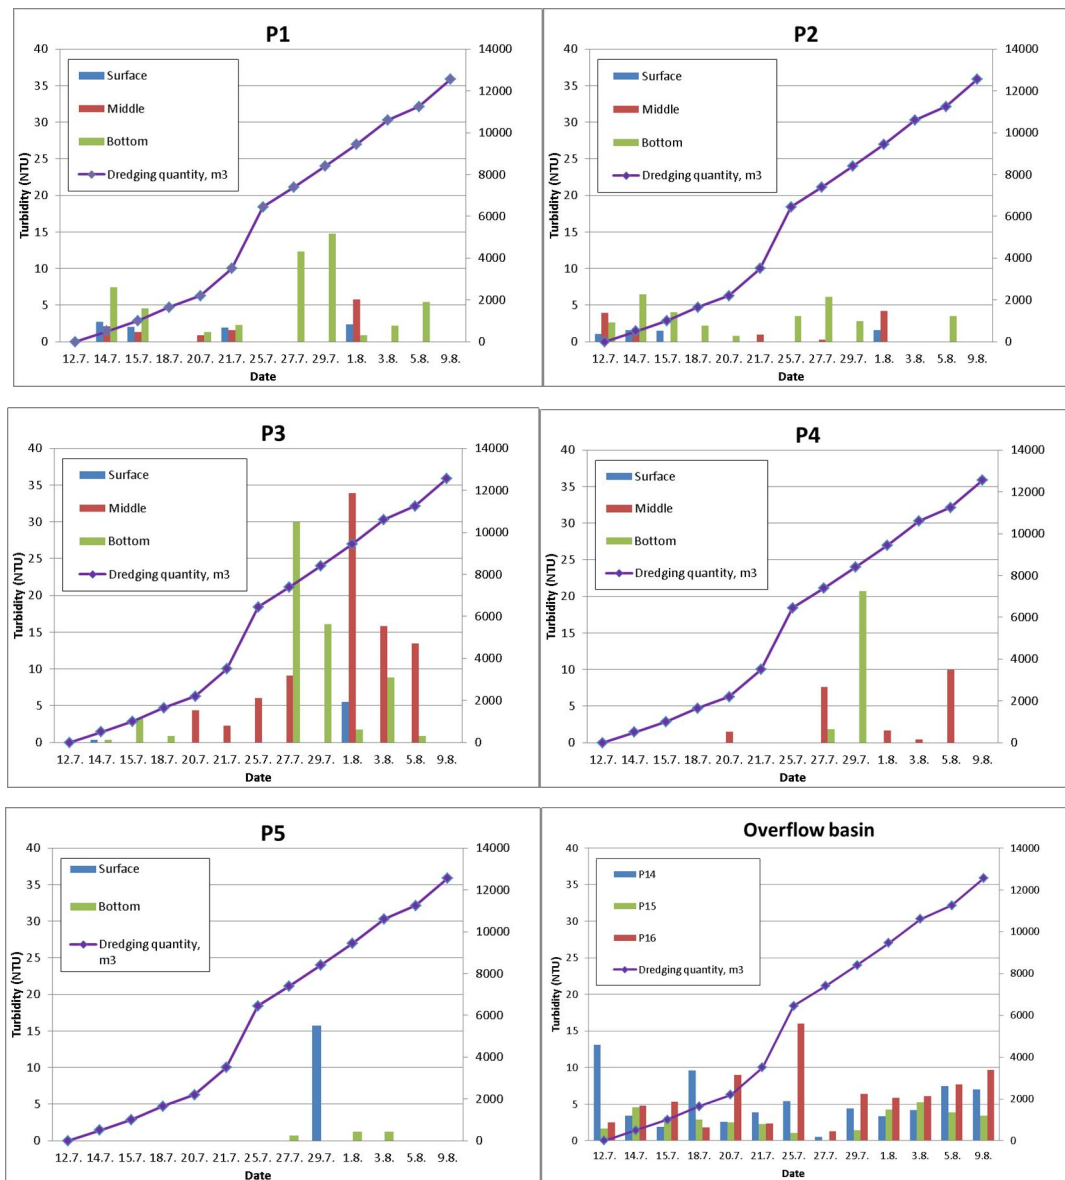 P1
40
35
30
25
20
15
10
5
0
Turbidity (NTU)
Surface
Middle
Bottom
Dredging quantity, m3
14000
12000
10000
8000
6000
4000
2000
0
12.7. 14.7. 15.7. 18.7. 20.7. 21.7. 25.7. 27.7. 29.7. 1.8. 3.8. 5.8. 9.8.
Date
P2
40
35
30
25
20
15
10
5
0
Turbidity (NTU)
Surface
Middle
Bottom
Dredging quantity, m3
14000
12000
10000
8000
6000
4000
2000
0
12.7. 14.7. 15.7. 18.7. 20.7. 21.7. 25.7. 27.7. 29.7. 1.8. 3.8. 5.8. 9.8.
Date
P3
40
35
30
25
20
15
10
5
0
Turbidity (NTU)
Surface
Middle
Bottom
Dredging quantity, m3
14000
12000
10000
8000
6000
4000
2000
0
12.7. 14.7. 15.7. 18.7. 20.7. 21.7. 25.7. 27.7. 29.7. 1.8. 3.8. 5.8. 9.8.
Date
P4
40
35
30
25
20
15
10
5
0
Turbidity (NTU)
Surface
Middle
Bottom
Dredging quantity, m3
14000
12000
10000
8000
6000
4000
2000
0
12.7. 14.7. 15.7. 18.7. 20.7. 21.7. 25.7. 27.7. 29.7. 1.8. 3.8. 5.8. 9.8.
Date
P5
40
35
30
25
20
15
10
5
0
Turbidity (NTU)
Surface
Bottom
Dredging quantity,
m3
14000
12000
10000
8000
6000
4000
2000
0
12.7. 14.7. 15.7. 18.7. 20.7. 21.7. 25.7. 27.7. 29.7. 1.8. 3.8. 5.8. 9.8.
Date
Overflow basin
40
35
30
25
20
15
10
5
0
Turbidity (NTU)
P14
P15
P16
Dredging quantity, m3
14000
12000
10000
8000
6000
4000
2000
0
12.7. 14.7. 15.7. 18.7. 20.7. 21.7. 25.7. 27.7. 29.7. 1.8. 3.8. 5.8. 9.8.
Date